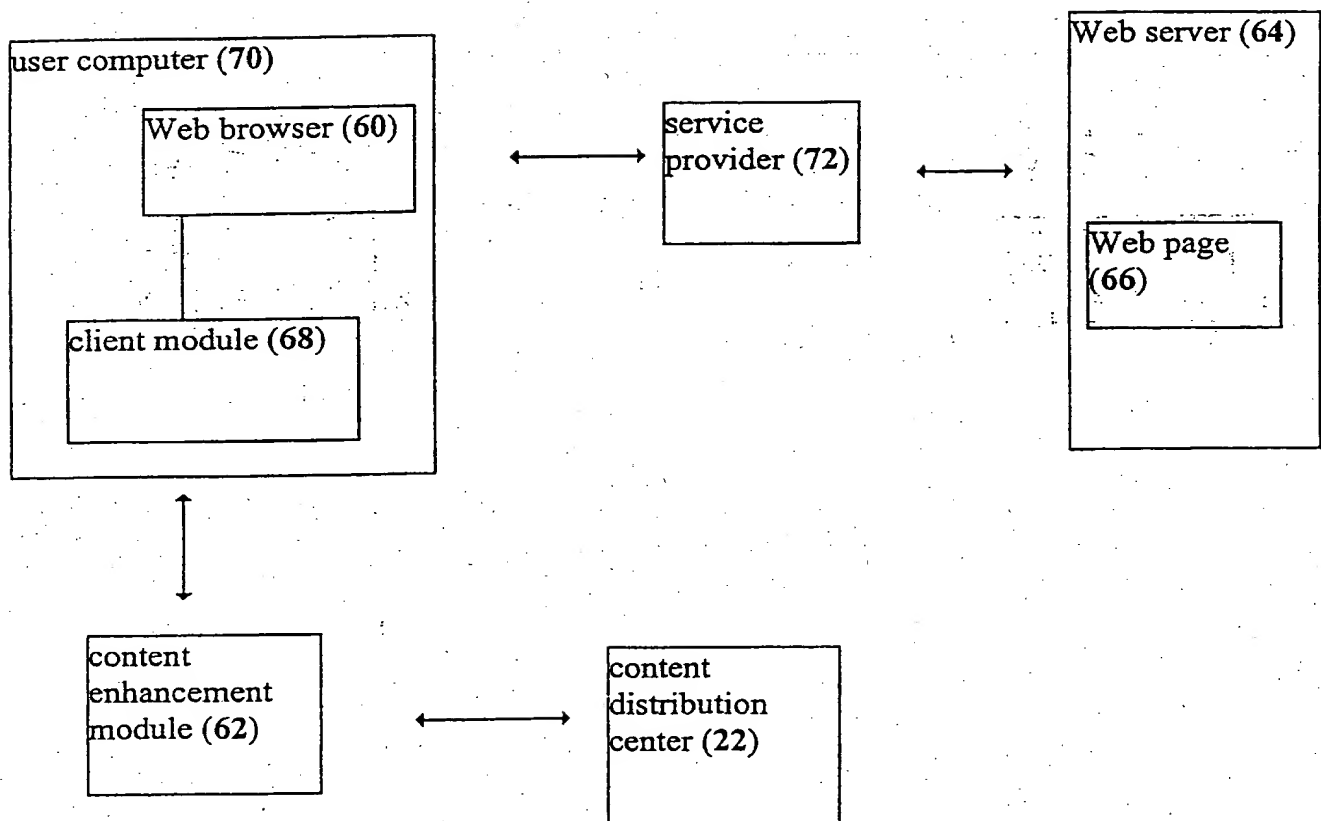 user computer (70)
Web browser (60)
client module (68)
service
provider (72)
Web server (64)
Web page
(66)
content
enhancement
module (62)
content
distribution
center (22)